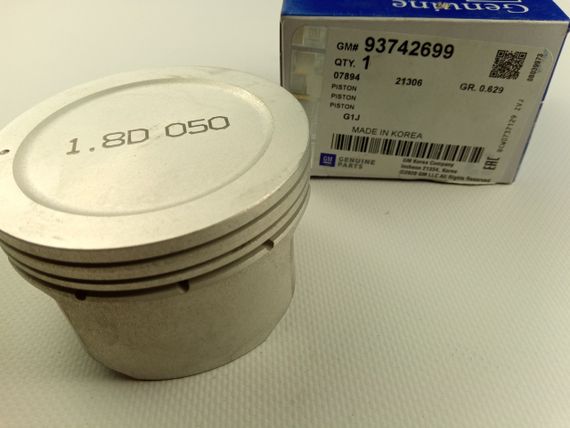 Genuine
GM# 93742699
QTY. 1
07894 21306 GR. 0.629
PISTON
PISTON
PISTON
G1J
MADE IN KOREA
GM GENUINE
PARTS
GM Korea Company
Incheon 21334, Korea
©2020 GM LLC All Rights Reserved
EAC
1.8D 050